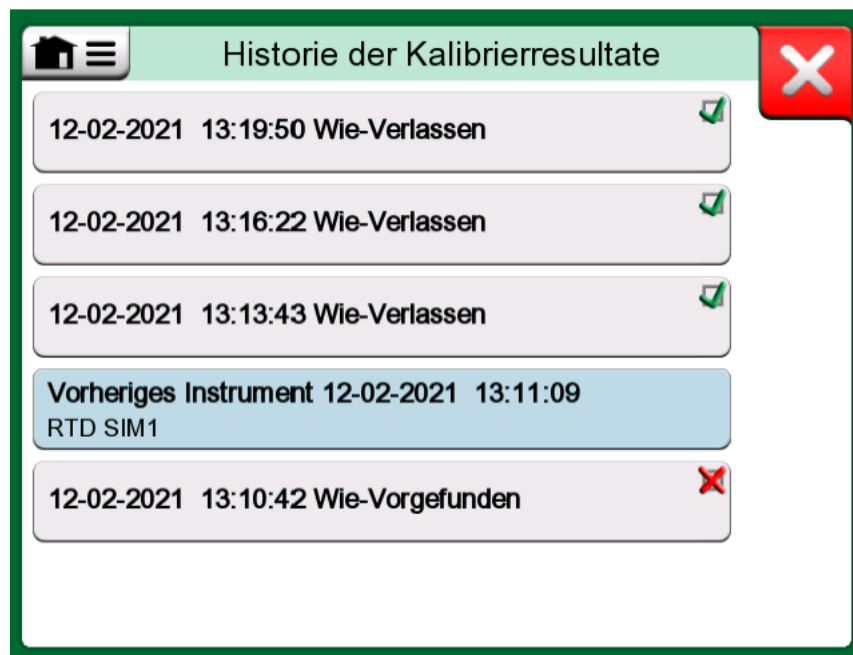 Historie der Kalibrierresultate
12-02-2021 13:19:50 Wie-Verlassen
12-02-2021 13:16:22 Wie-Verlassen
12-02-2021 13:13:43 Wie-Verlassen
Vorheriges Instrument 12-02-2021 13:11:09
RTD SIM1
12-02-2021 13:10:42 Wie-Vorgefunden